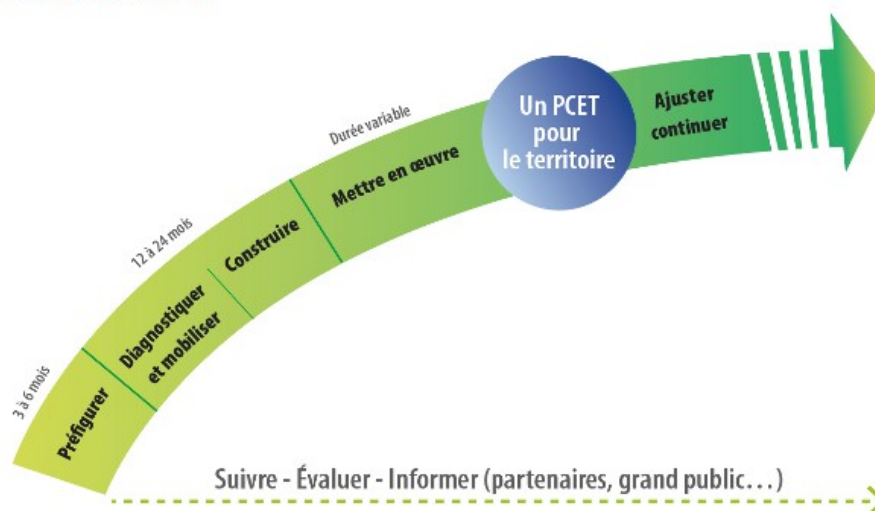 3 à 6 mois
Préfigurer
12 à 24 mois
Diagnostiquer
et mobiliser
Construire
Durée variable
Mettre en œuvre
Un PCET
pour
le territoire
Ajuster
continuer
Suivre - Évaluer - Informer (partenaires, grand public…)